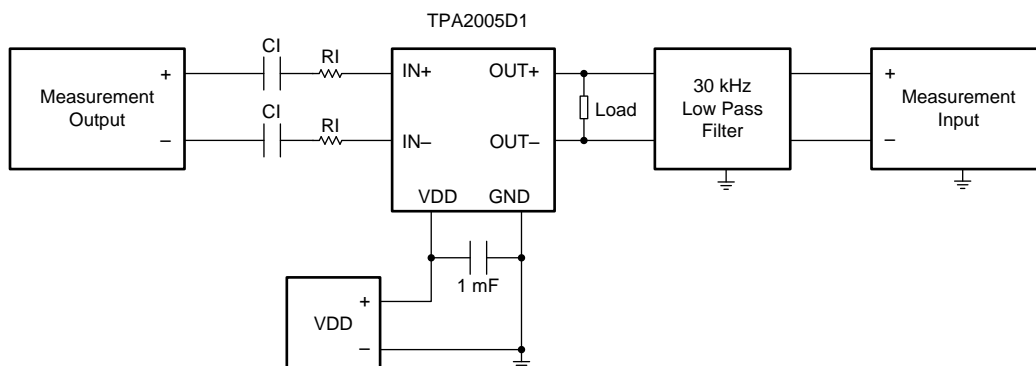 TPA2005D1
CI
RI
+
IN+
OUT+
+
Measurement
Output
30 kHz
Low Pass
Filter
Measurement
Input
Load
CI
RI
–
IN–
OUT–
–
VDD
GND
1 mF
+
VDD
–